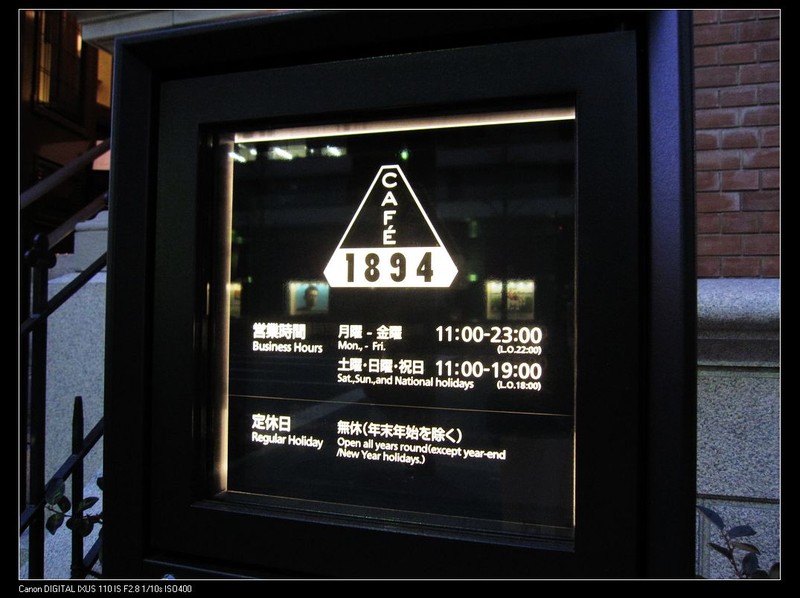 CAFÉ
1894
営業時間 月曜 - 金曜 11:00-23:00
Business Hours Mon., - Fri. (L.O.22:00)
土曜・日曜・祝日 11:00-19:00
Sat.,Sun.,and National holidays (L.O.18:00)
定休日 無休(年末年始を除く)
Regular Holiday Open all years round(except year-end
/New Year holidays.)
Canon DIGITAL IXUS 110 IS F2.8 1/10s ISO400